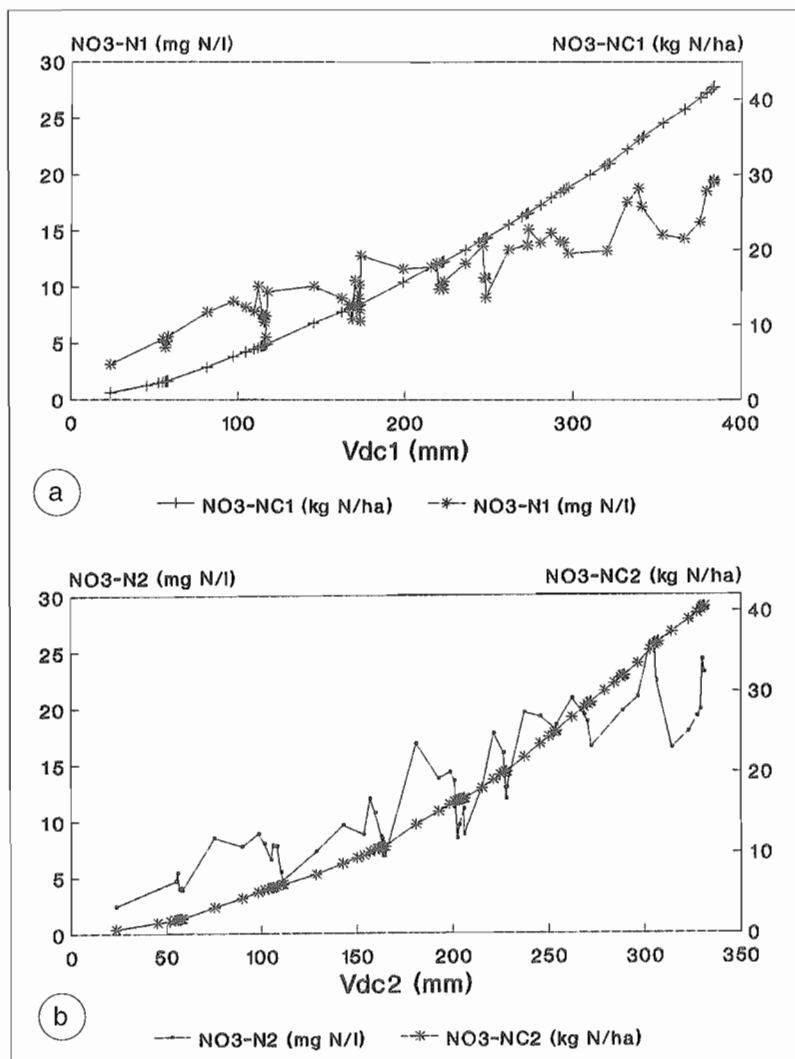 NO3-N1 (mg N/l) NO3-NC1 (kg N/ha)
30
25 40
20 30
15 20
10
5 10
0 0
0 100 200 300 400
Vdc1 (mm)
a
NO3-NC1 (kg N/ha) NO3-N1 (mg N/l)
NO3-N2 (mg N/l) NO3-NC2 (kg N/ha)
30 40
25
20 30
15 20
10
5 10
0 0
0 50 100 150 200 250 300 350
Vdc2 (mm)
b
NO3-N2 (mg N/l) NO3-NC2 (kg N/ha)